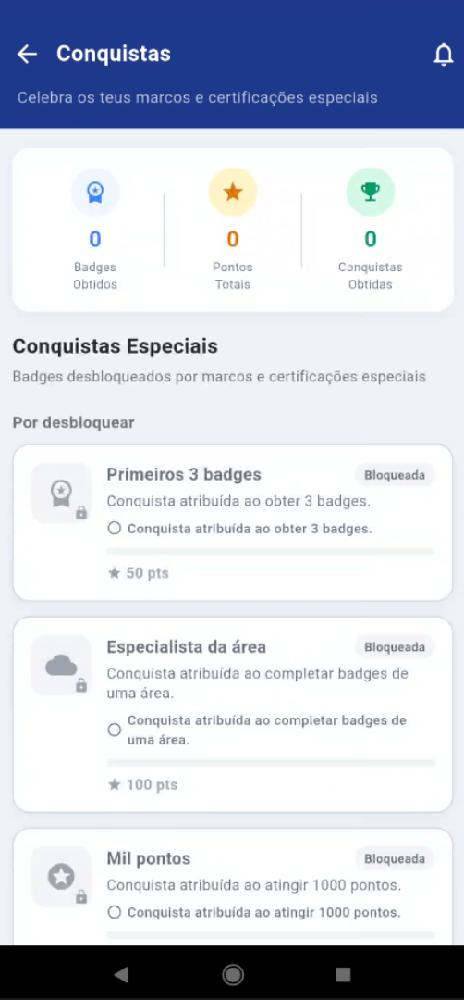 Conquistas
Celebra os teus marcos e certificações especiais
0
Badges
Obtidos
0
Pontos
Totais
0
Conquistas
Obtidas
Conquistas Especiais
Badges desbloqueados por marcos e certificações especiais
Por desbloquear
Primeiros 3 badges
Bloqueada
Conquista atribuída ao obter 3 badges.
Conquista atribuída ao obter 3 badges.
50 pts
Especialista da área
Bloqueada
Conquista atribuída ao completar badges de
uma área.
Conquista atribuída ao completar badges de
uma área.
100 pts
Mil pontos
Bloqueada
Conquista atribuída ao atingir 1000 pontos.
Conquista atribuída ao atingir 1000 pontos.